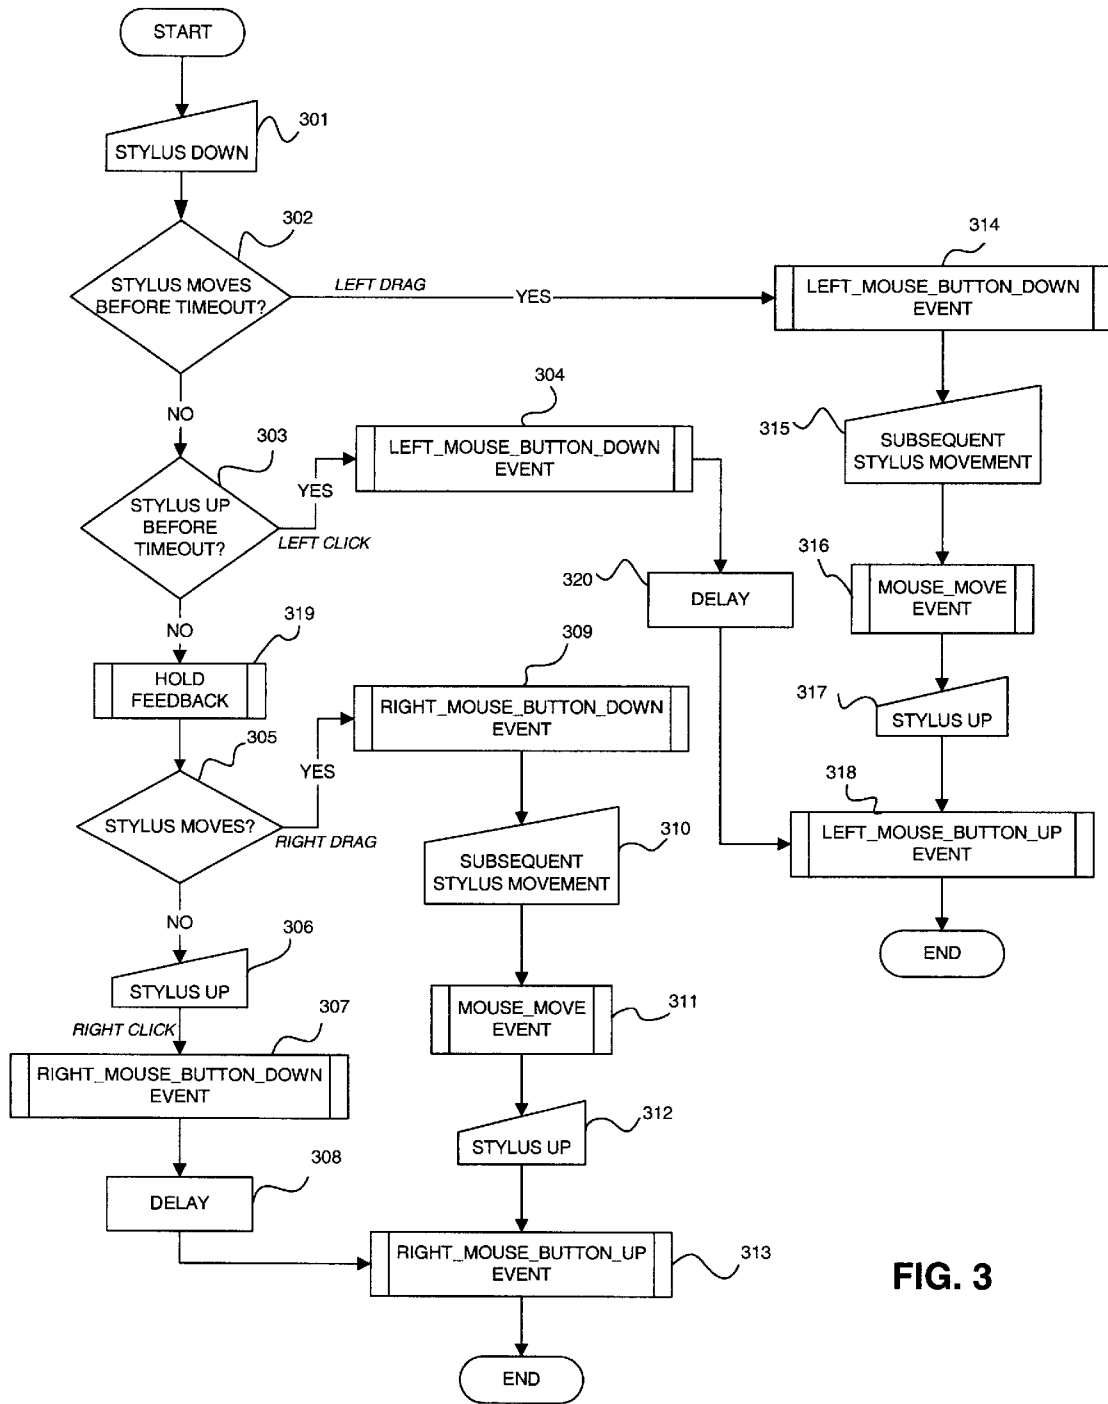 START
301
STYLUS DOWN
302
STYLUS MOVES
BEFORE TIMEOUT?
LEFT DRAG
YES
314
LEFT_MOUSE_BUTTON_DOWN
EVENT
NO
303
STYLUS UP
BEFORE
TIMEOUT?
YES
LEFT CLICK
304
LEFT_MOUSE_BUTTON_DOWN
EVENT
315
SUBSEQUENT
STYLUS MOVEMENT
320
DELAY
316
MOUSE_MOVE
EVENT
NO
319
HOLD
FEEDBACK
309
RIGHT_MOUSE_BUTTON_DOWN
EVENT
317
STYLUS UP
305
STYLUS MOVES?
YES
RIGHT DRAG
318
LEFT_MOUSE_BUTTON_UP
EVENT
310
SUBSEQUENT
STYLUS MOVEMENT
END
NO
306
STYLUS UP
RIGHT CLICK
307
RIGHT_MOUSE_BUTTON_DOWN
EVENT
311
MOUSE_MOVE
EVENT
312
STYLUS UP
308
DELAY
RIGHT_MOUSE_BUTTON_UP
EVENT
313
FIG. 3
END